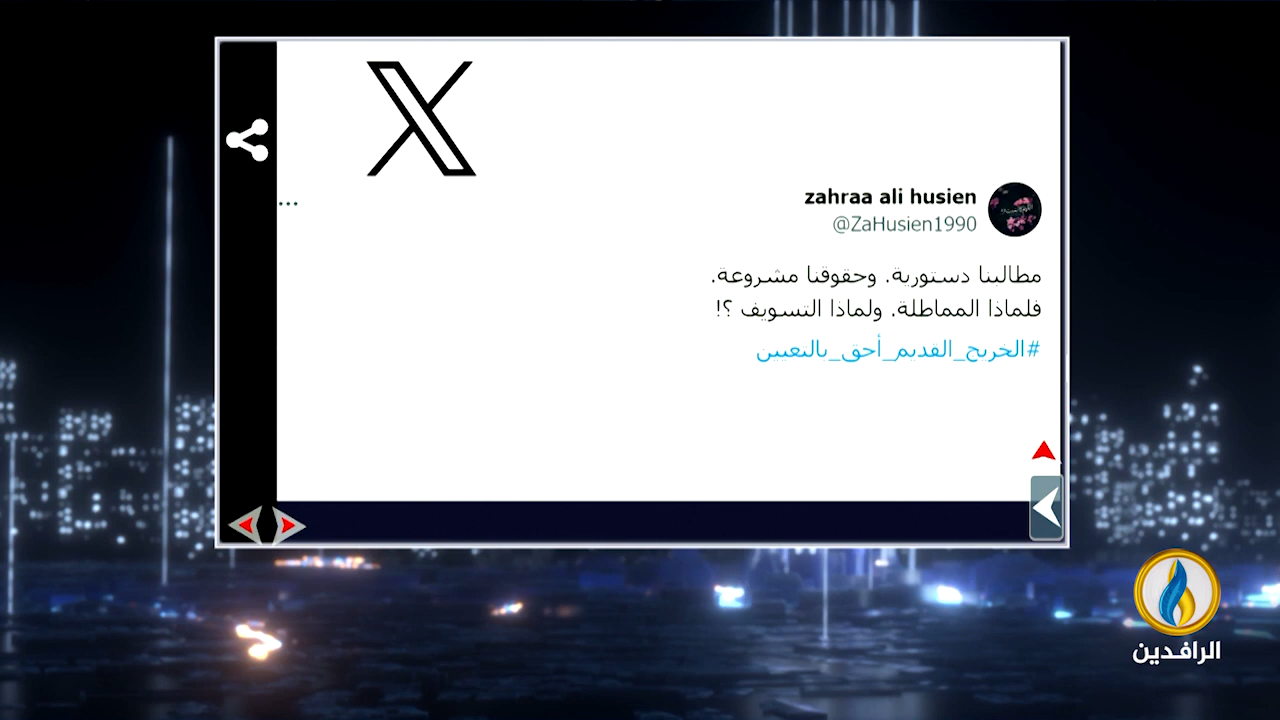 zahraa ali husien
@ZaHusien1990
مطالبنا دستورية. وحقوقنا مشروعة.
فلماذا المماطلة. ولماذا التسويف ؟!
#الخريج_القديم_أحق_بالتعيين
الرافدين